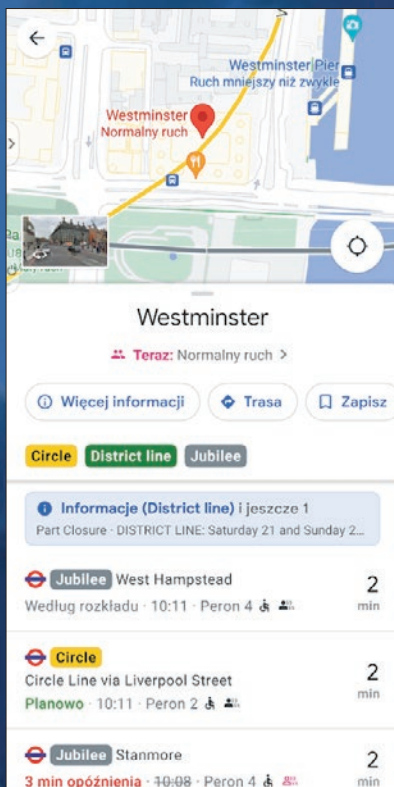 Westminster Pier
Ruch mniejszy niż zwykle
Westminster
Normalny ruch
Westminster
Teraz: Normalny ruch >
Więcej informacji
Trasa
Zapisz
Circle District line Jubilee
Informacje (District line) i jeszcze 1
Part Closure · DISTRICT LINE: Saturday 21 and Sunday 2...
Jubilee West Hampstead
2
Według rozkładu · 10:11 · Peron 4
min
Circle
Circle Line via Liverpool Street
2
Planowo · 10:11 · Peron 2
min
Jubilee Stanmore
2
3 min opóźnienia · 10:08 · Peron 4
min